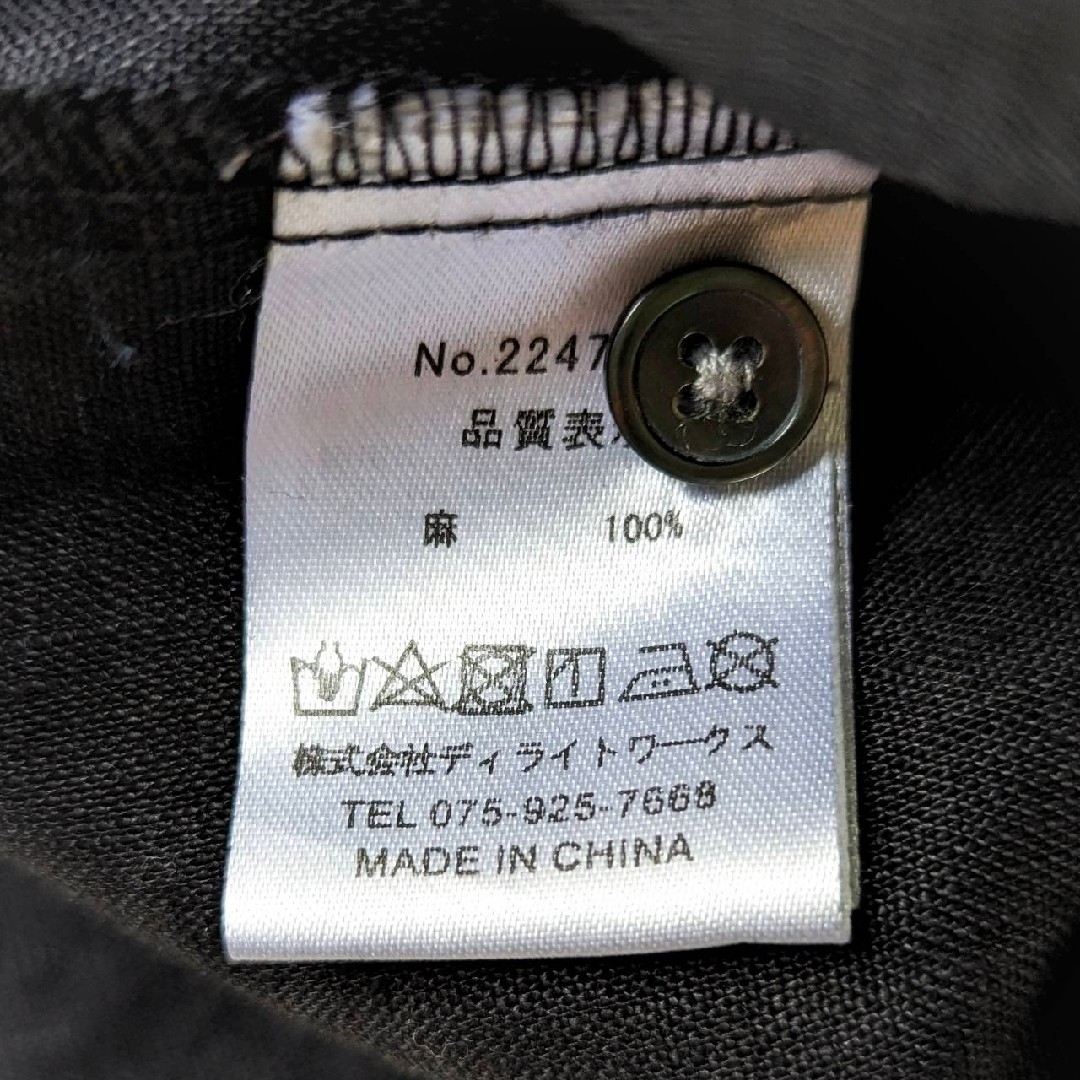 No.2247
品質表
麻 100%
株式会社ディライトワークス
TEL 075-925-7668
MADE IN CHINA